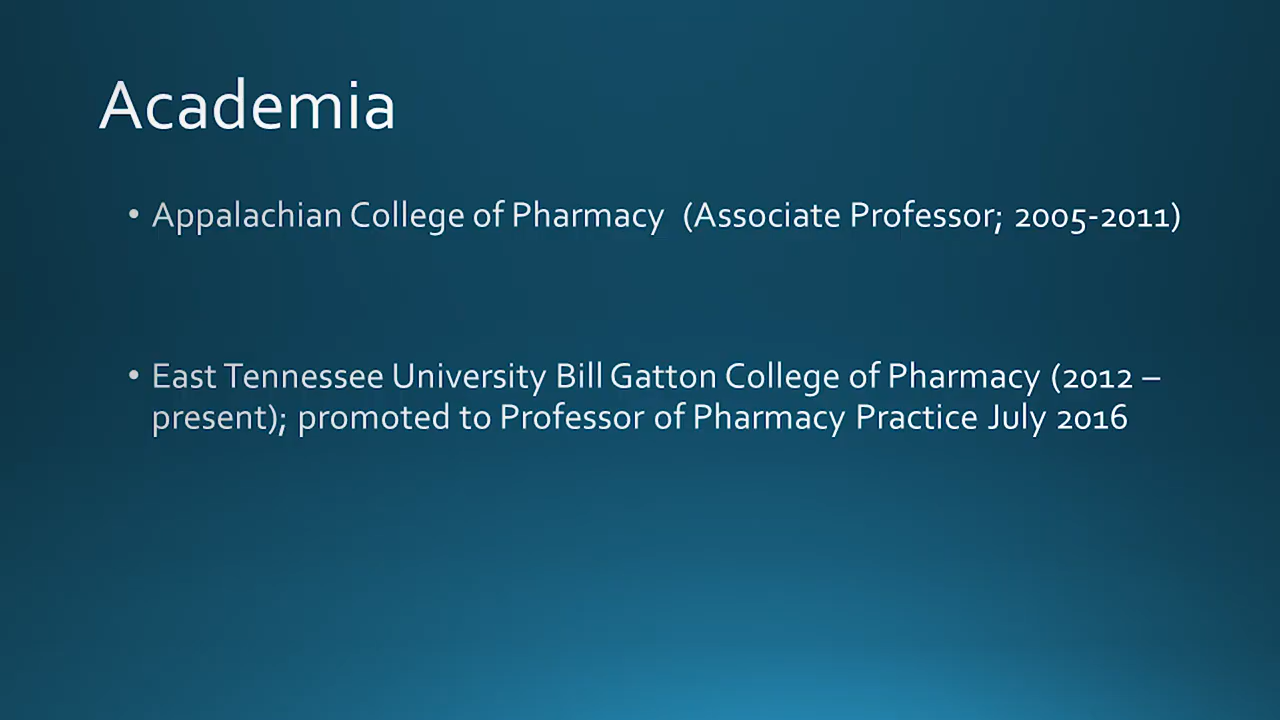 Academia
• Appalachian College of Pharmacy (Associate Professor; 2005-2011)
• East Tennessee University Bill Gatton College of Pharmacy (2012 –
present); promoted to Professor of Pharmacy Practice July 2016